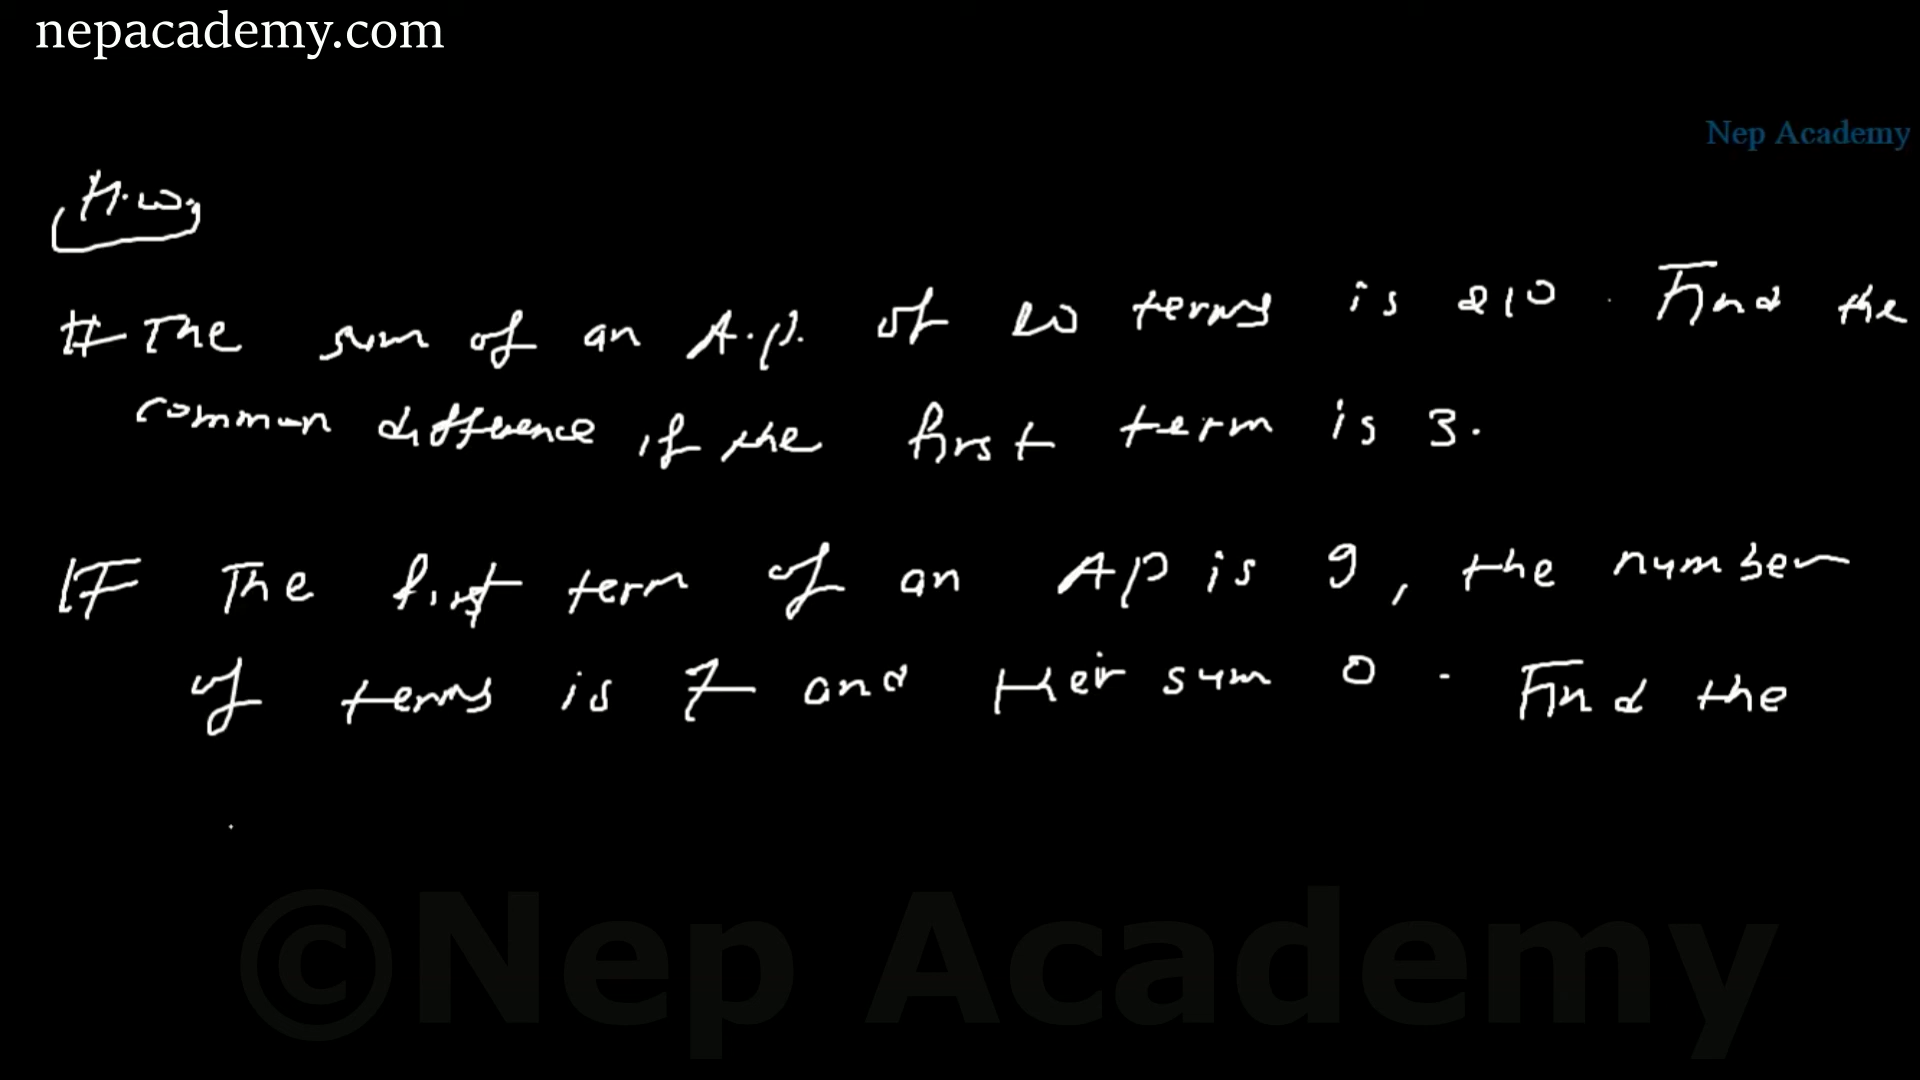 nepacademy.com
Nep Academy
H.W.
# The sum of an A.P. of 20 terms is 210. Find the
common difference if the first term is 3.
IF The first term of an AP is 9, the number
of terms is 7 and their sum 0. Find the
©Nep Academy